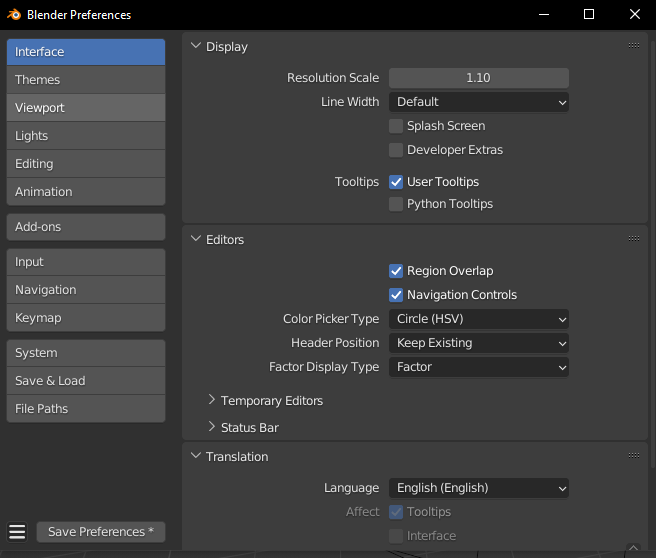 Blender Preferences
Interface
Themes
Viewport
Lights
Editing
Animation
Add-ons
Input
Navigation
Keymap
System
Save & Load
File Paths
Save Preferences *
Display
Resolution Scale 1.10
Line Width Default
Splash Screen
Developer Extras
Tooltips User Tooltips
Python Tooltips
Editors
Region Overlap
Navigation Controls
Color Picker Type Circle (HSV)
Header Position Keep Existing
Factor Display Type Factor
Temporary Editors
Status Bar
Translation
Language English (English)
Affect Tooltips
Interface